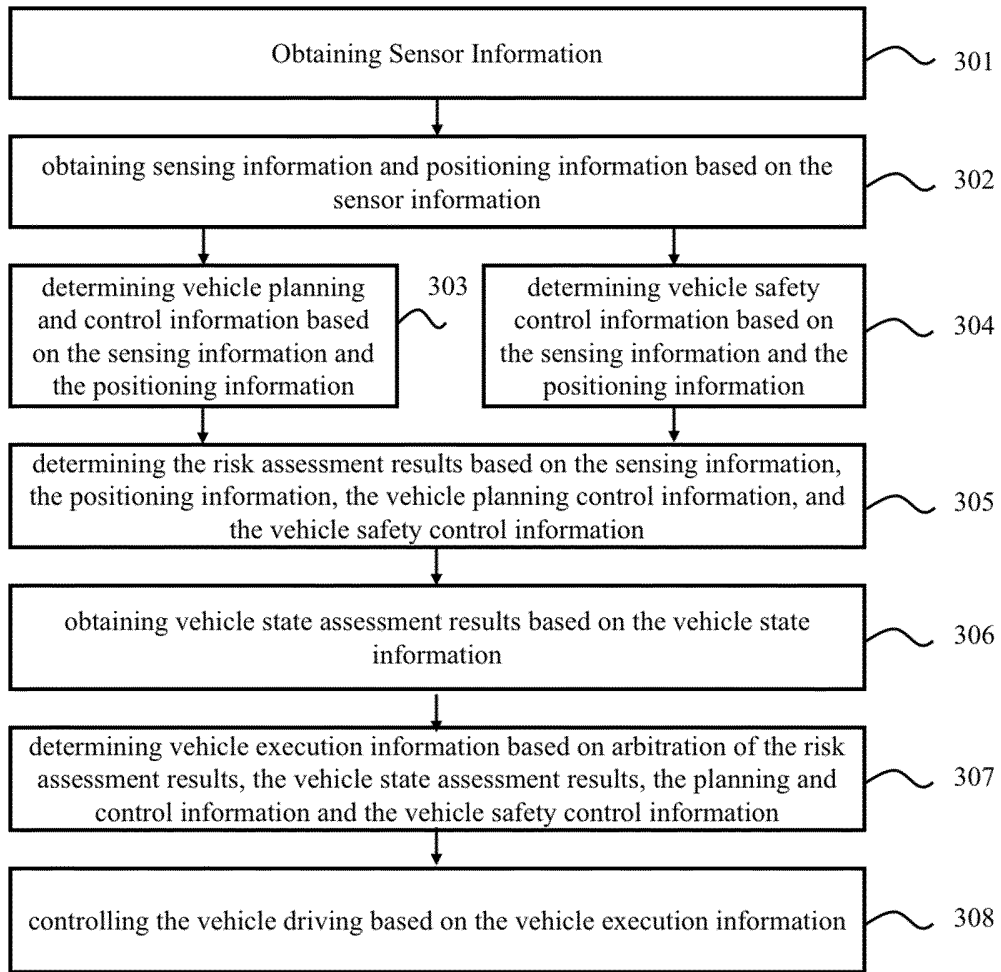 Obtaining Sensor Information
301
obtaining sensing information and positioning information based on the
sensor information
302
determining vehicle planning
and control information based
on the sensing information and
the positioning information
303
determining vehicle safety
control information based on
the sensing information and the
positioning information
304
determining the risk assessment results based on the sensing information,
the positioning information, the vehicle planning control information, and
the vehicle safety control information
305
obtaining vehicle state assessment results based on the vehicle state
information
306
determining vehicle execution information based on arbitration of the risk
assessment results, the vehicle state assessment results, the planning and
control information and the vehicle safety control information
307
controlling the vehicle driving based on the vehicle execution information
308